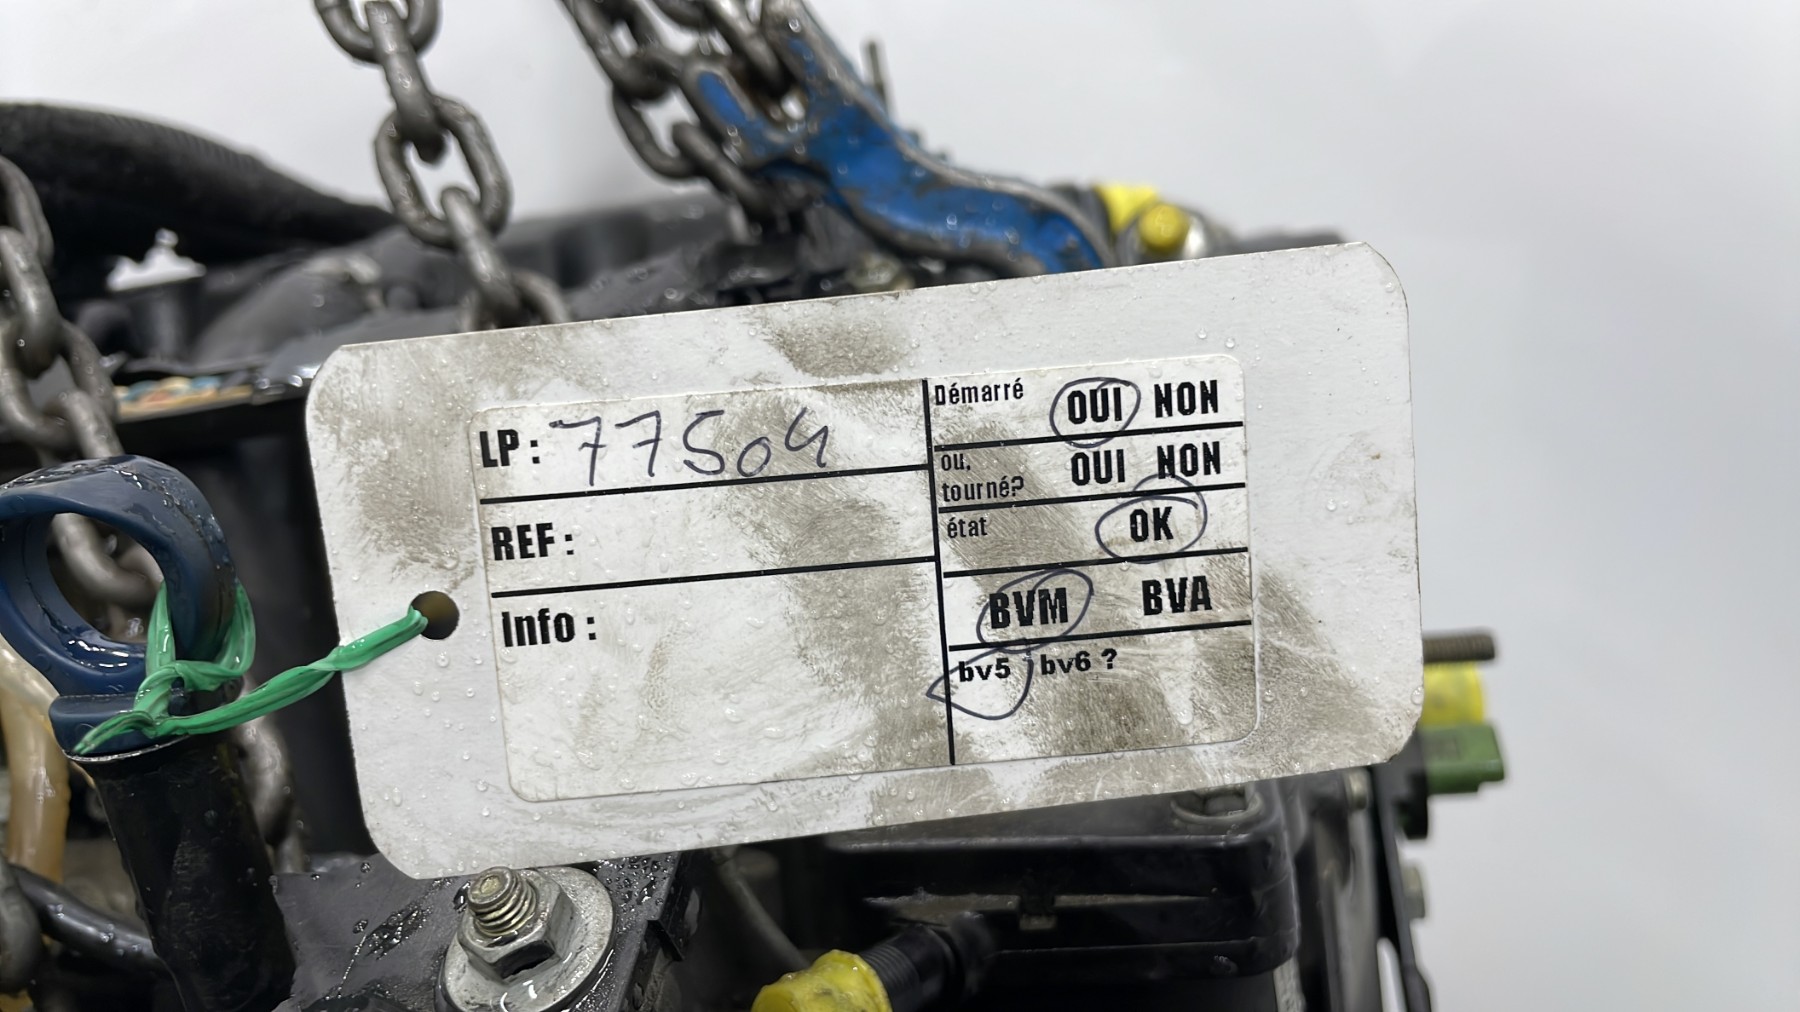 LP: 77504
REF:
Info:
Démarré OUI NON
ou,
tourné? OUI NON
état OK
BVM BVA
bv5 bv6 ?